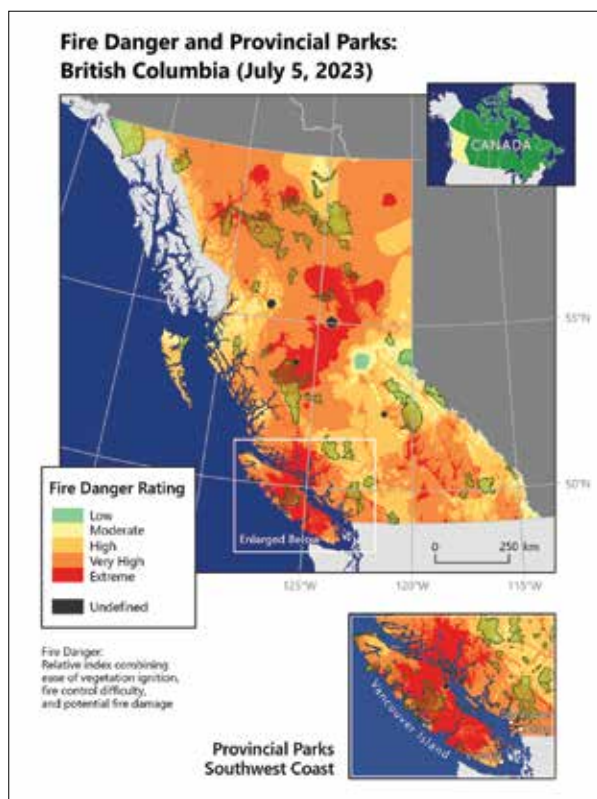 Fire Danger and Provincial Parks:
British Columbia (July 5, 2023)
CANADA
55°N
50°N
Fire Danger Rating
Low
Moderate
High
Very High
Extreme
Undefined
Enlarged Below
0 250 km
125°W
120°W
115°W
Fire Danger:
Relative index combining
ease of vegetation ignition,
fire control difficulty,
and potential fire damage
Vancouver Island
Provincial Parks
Southwest Coast